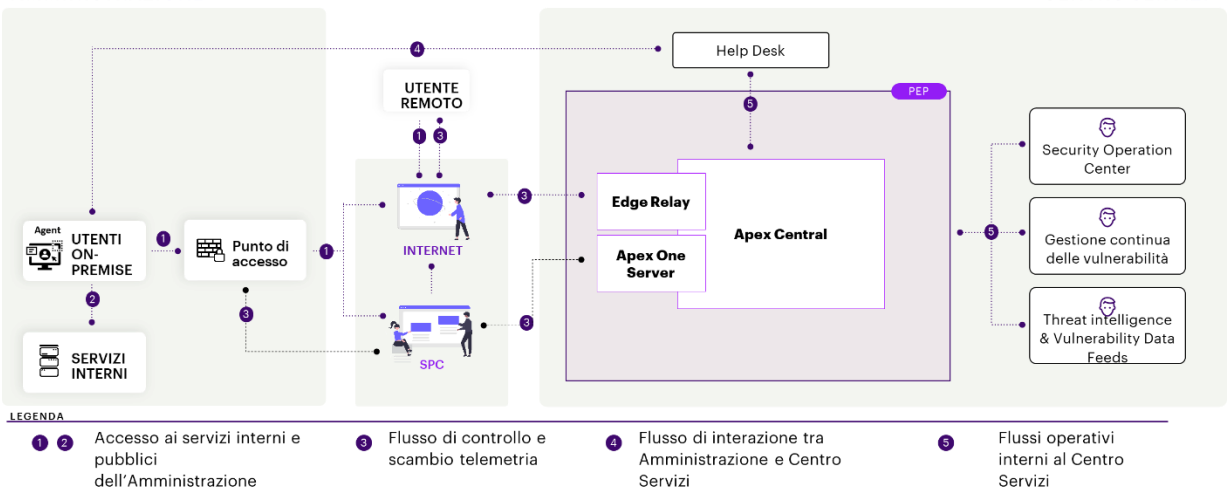 4
Help Desk
UTENTE
REMOTO
5
PEP
1
3
Security Operation
Center
Agent
UTENTI
ON-
PREMISE
1
Punto di
accesso
1
INTERNET
3
Edge Relay
Apex One
Server
Apex Central
5
Gestione continua
delle vulnerabilità
2
3
3
SERVIZI
INTERNI
SPC
Threat intelligence
& Vulnerability Data
Feeds
LEGENDA
1 2 Accesso ai servizi interni e
pubblici
dell'Amministrazione
3 Flusso di controllo e
scambio telemetria
4 Flusso di interazione tra
Amministrazione e Centro
Servizi
5 Flussi operativi
interni al Centro
Servizi